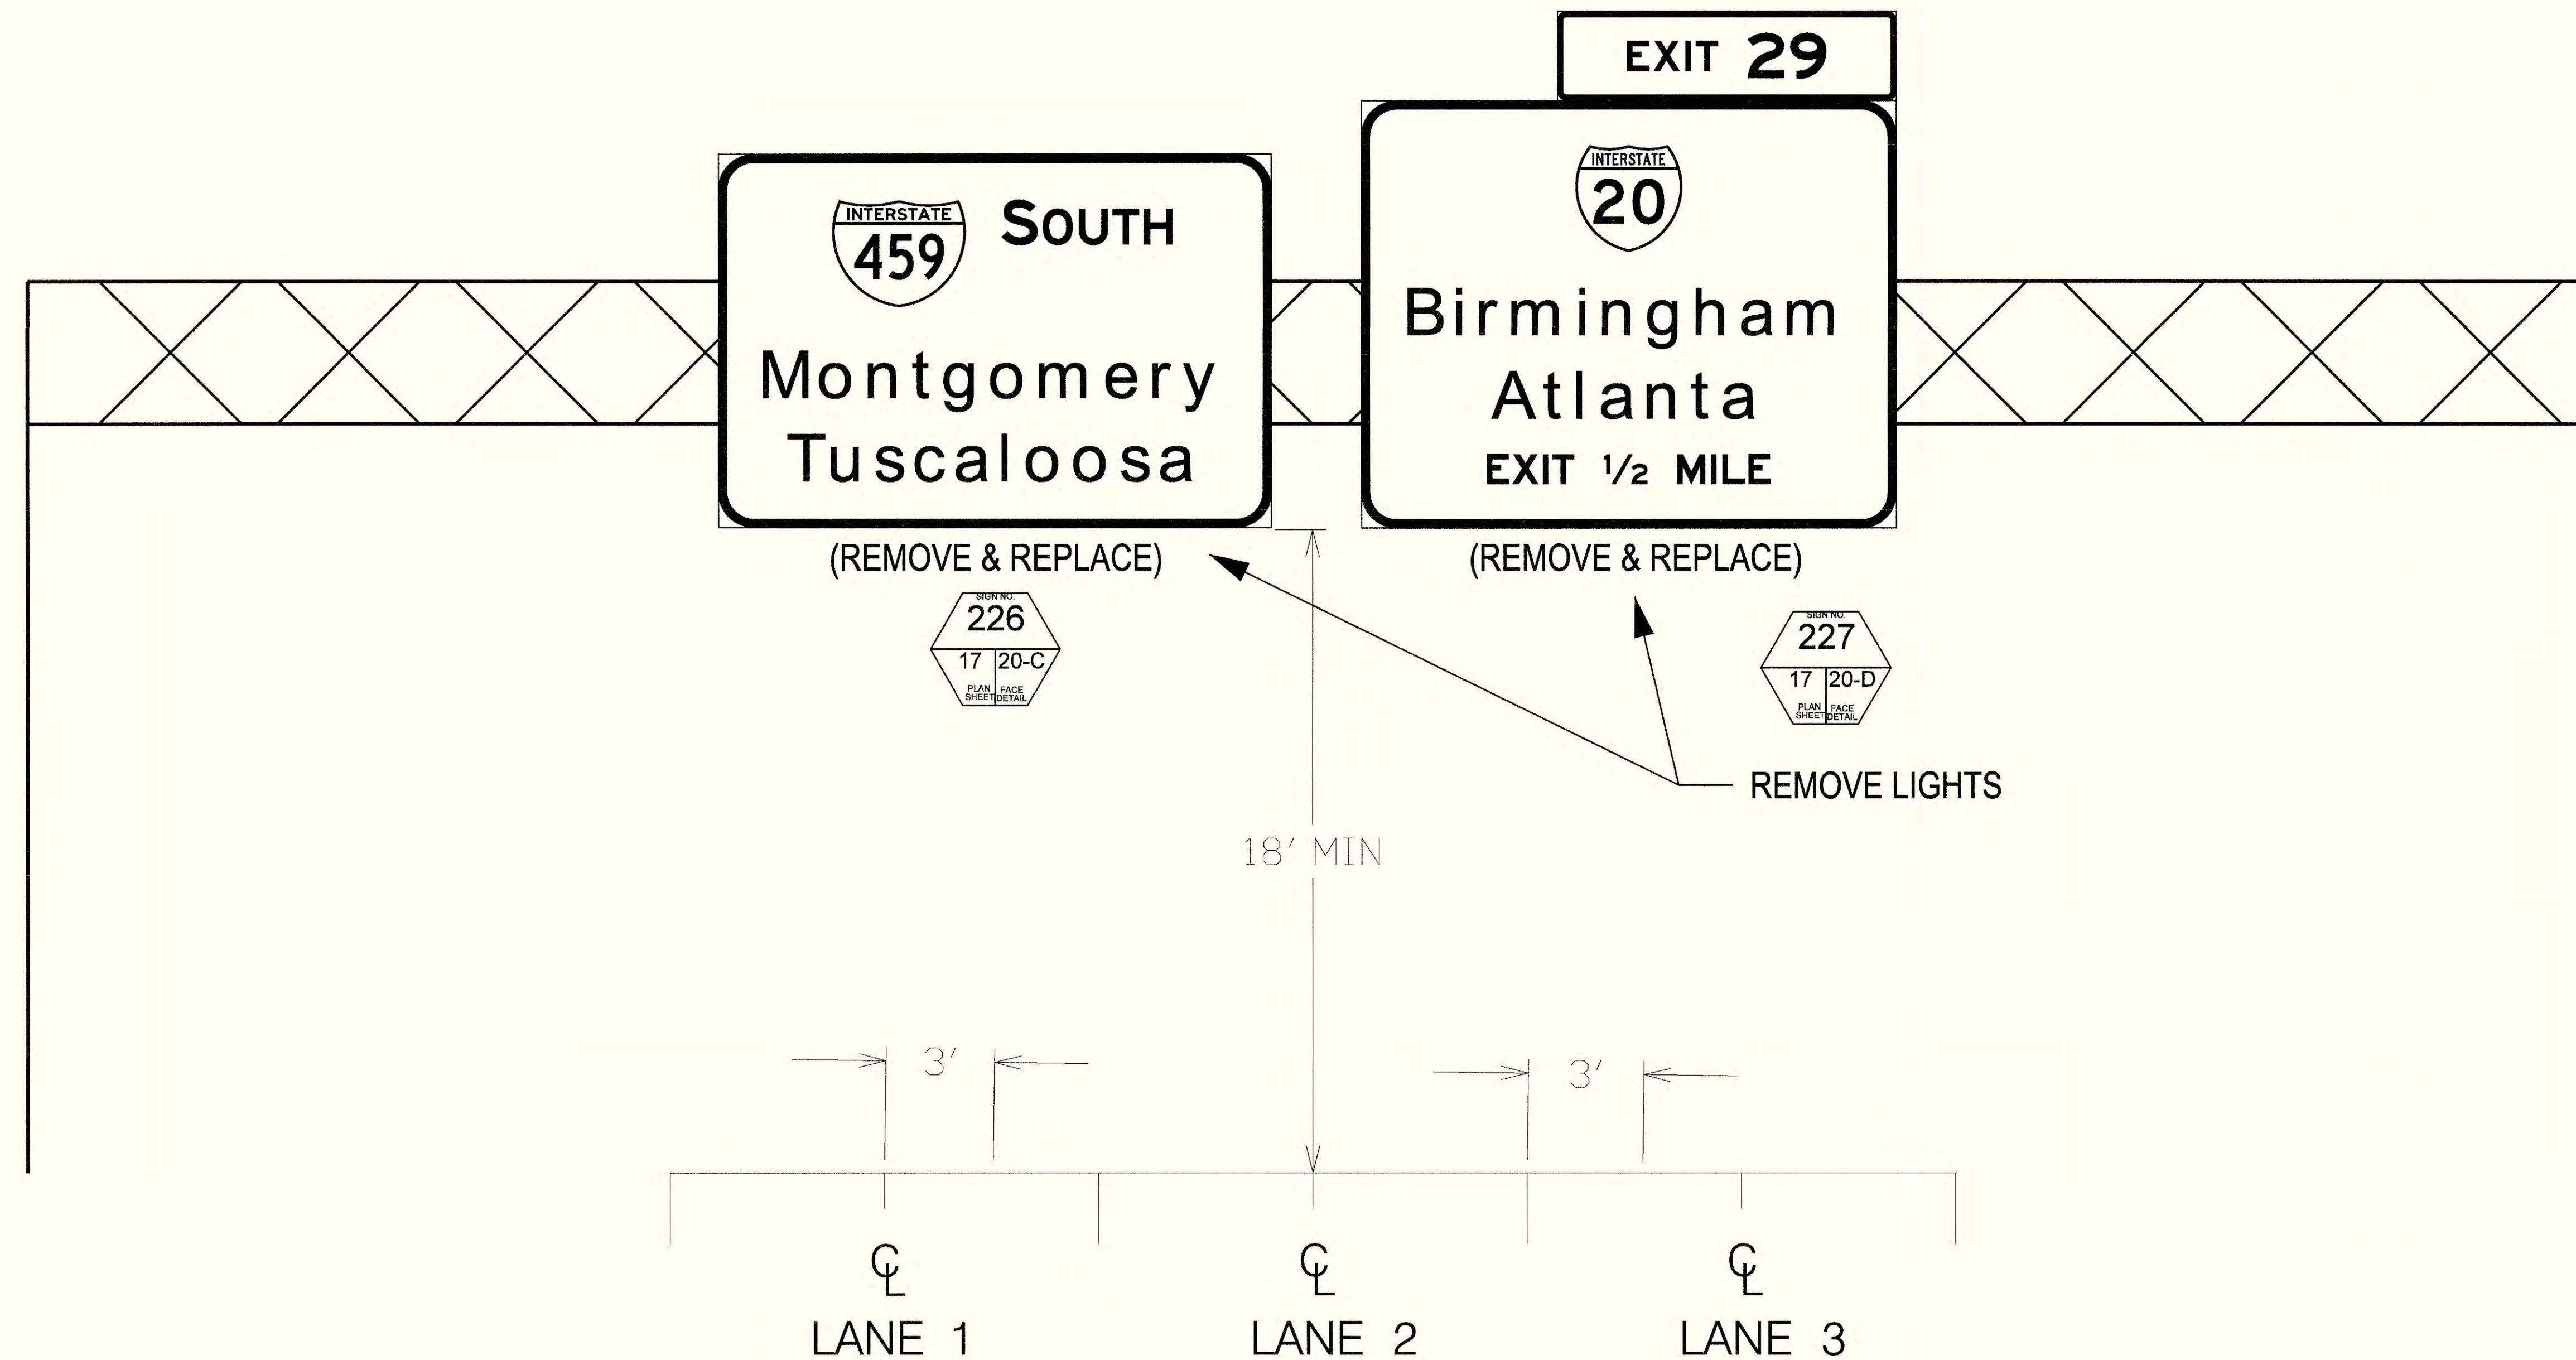 EXIT 29
INTERSTATE
459
SOUTH
Montgomery
Tuscaloosa
INTERSTATE
20
Birmingham
Atlanta
EXIT 1/2 MILE
(REMOVE & REPLACE)
(REMOVE & REPLACE)
SIGN NO.
226
17 20-C
PLAN SHEET
FACE DETAIL
SIGN NO.
227
17 20-D
PLAN SHEET
FACE DETAIL
REMOVE LIGHTS
18' MIN
3'
3'
CL
LANE 1
CL
LANE 2
CL
LANE 3